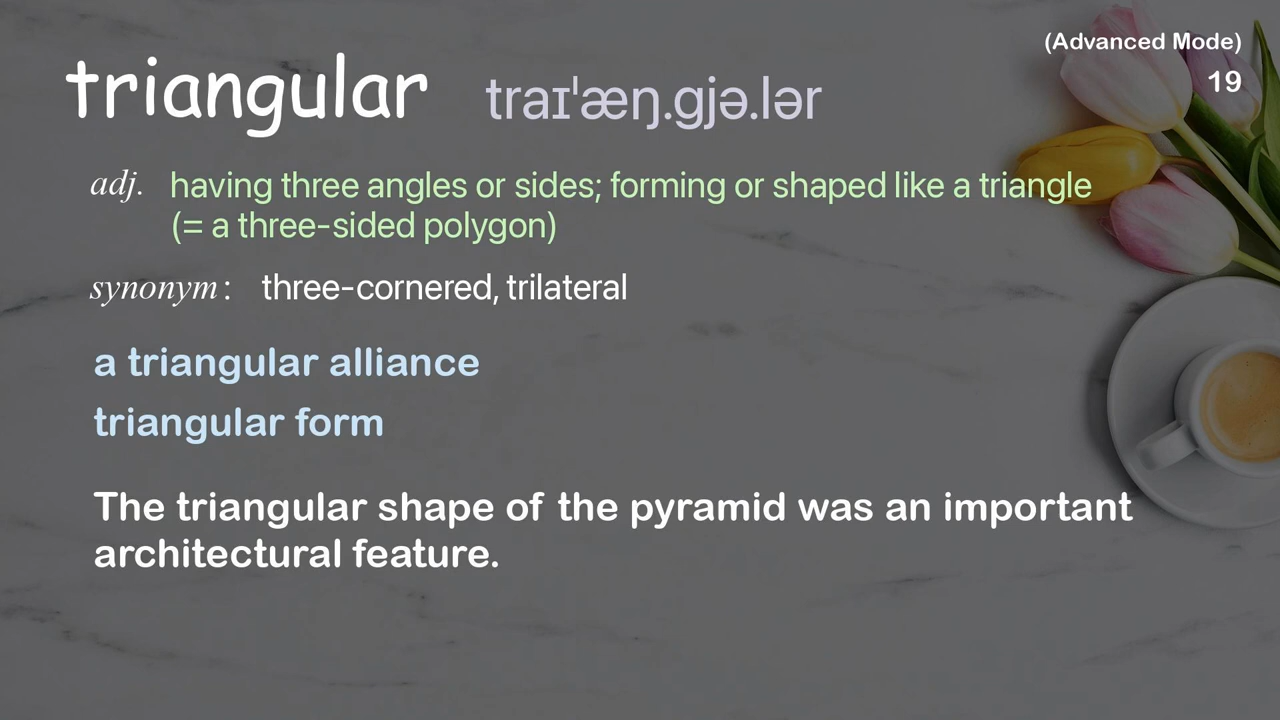 (Advanced Mode)
19
triangular traɪˈæŋ.gjə.lər
adj. having three angles or sides; forming or shaped like a triangle
(= a three-sided polygon)
synonym: three-cornered, trilateral
a triangular alliance
triangular form
The triangular shape of the pyramid was an important
architectural feature.